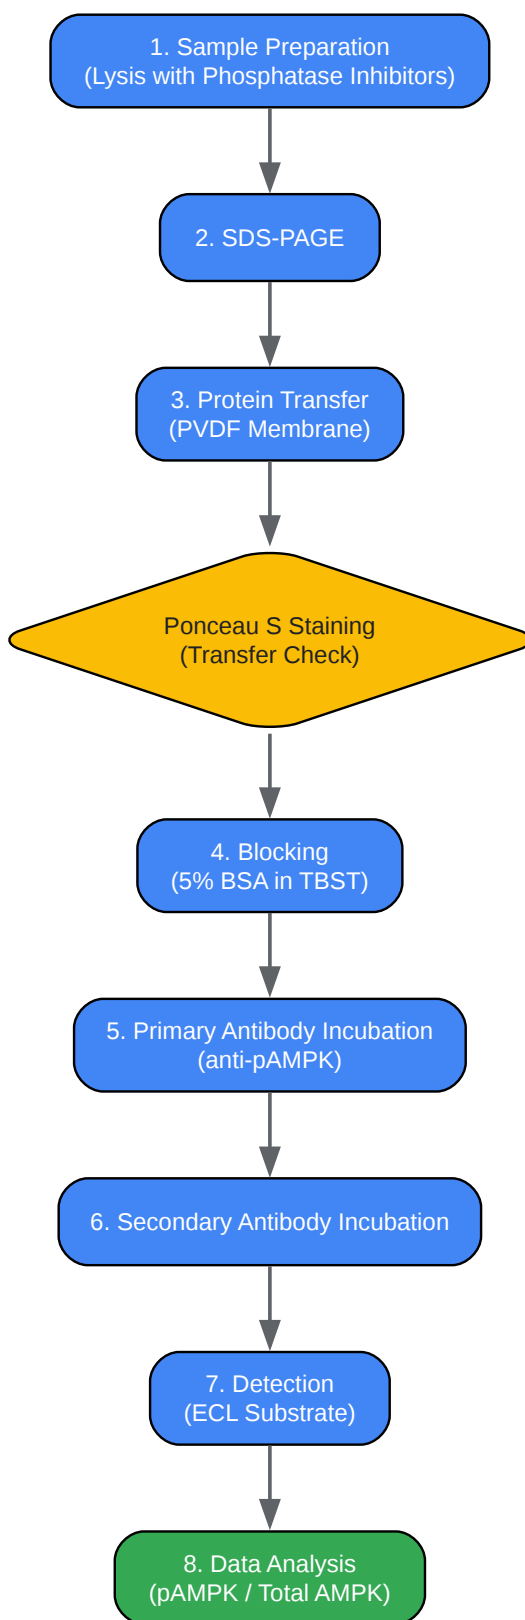 1. Sample Preparation
(Lysis with Phosphatase Inhibitors)
2. SDS-PAGE
3. Protein Transfer
(PVDF Membrane)
Ponceau S Staining
(Transfer Check)
4. Blocking
(5% BSA in TBST)
5. Primary Antibody Incubation
(anti-pAMPK)
6. Secondary Antibody Incubation
7. Detection
(ECL Substrate)
8. Data Analysis
(pAMPK / Total AMPK)